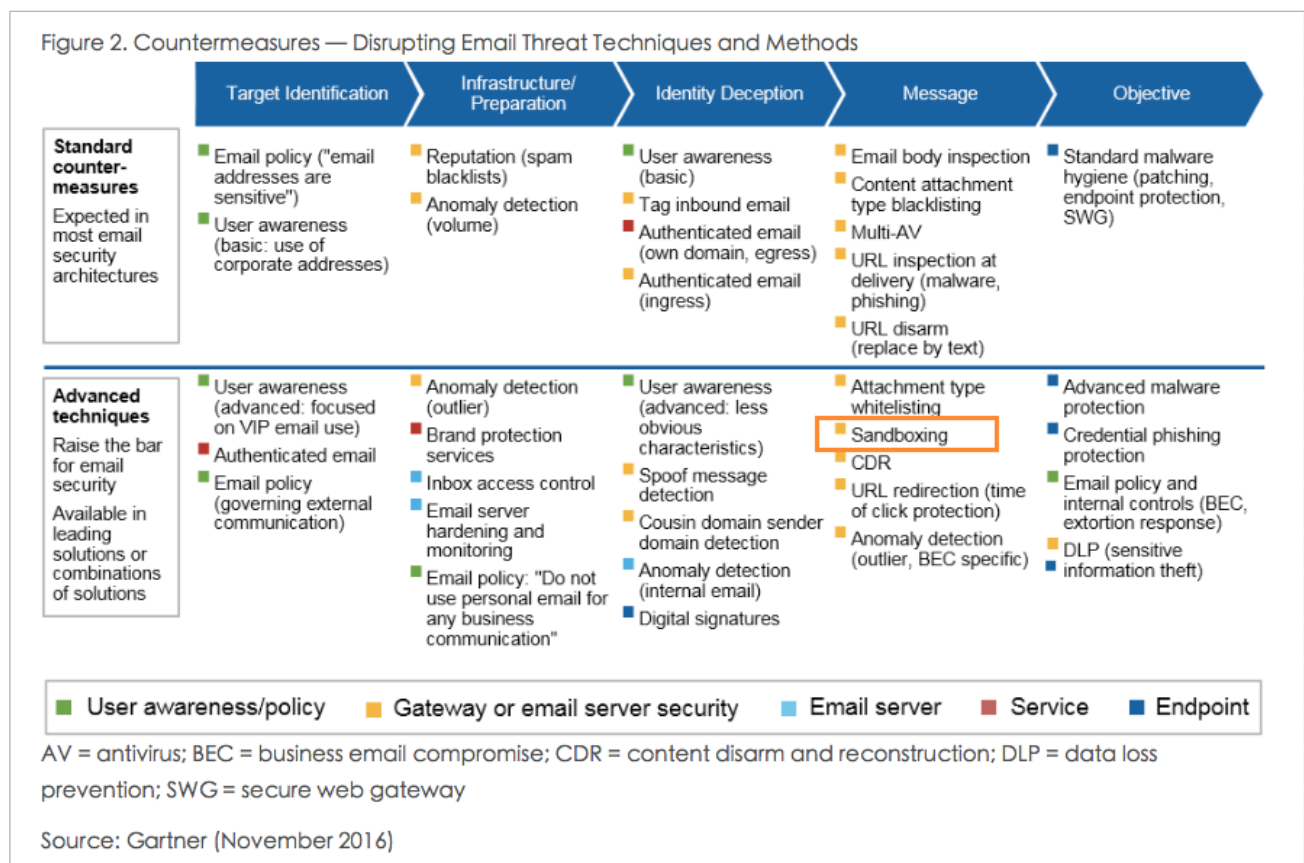 Figure 2. Countermeasures — Disrupting Email Threat Techniques and Methods
Target Identification
Infrastructure/
Preparation
Identity Deception
Message
Objective
Standard
counter-
measures
Expected in
most email
security
architectures
Email policy ("email
addresses are
sensitive")
User awareness
(basic: use of
corporate addresses)
Reputation (spam
blacklists)
Anomaly detection
(volume)
User awareness
(basic)
Tag inbound email
Authenticated email
(own domain, egress)
Authenticated email
(ingress)
Email body inspection
Content attachment
type blacklisting
Multi-AV
URL inspection at
delivery (malware,
phishing)
URL disarm
(replace by text)
Standard malware
hygiene (patching,
endpoint protection,
SWG)
Advanced
techniques
Raise the bar
for email
security
Available in
leading
solutions or
combinations
of solutions
User awareness
(advanced: focused
on VIP email use)
Authenticated email
Email policy
(governing external
communication)
Anomaly detection
(outlier)
Brand protection
services
Inbox access control
Email server
hardening and
monitoring
Email policy: "Do not
use personal email for
any business
communication"
User awareness
(advanced: less
obvious
characteristics)
Spoof message
detection
Cousin domain sender
domain detection
Anomaly detection
(internal email)
Digital signatures
Attachment type
whitelisting
Sandboxing
CDR
URL redirection (time
of click protection)
Anomaly detection
(outlier, BEC specific)
Advanced malware
protection
Credential phishing
protection
Email policy and
internal controls (BEC,
extortion response)
DLP (sensitive
information theft)
User awareness/policy
Gateway or email server security
Email server
Service
Endpoint
AV = antivirus; BEC = business email compromise; CDR = content disarm and reconstruction; DLP = data loss
prevention; SWG = secure web gateway
Source: Gartner (November 2016)